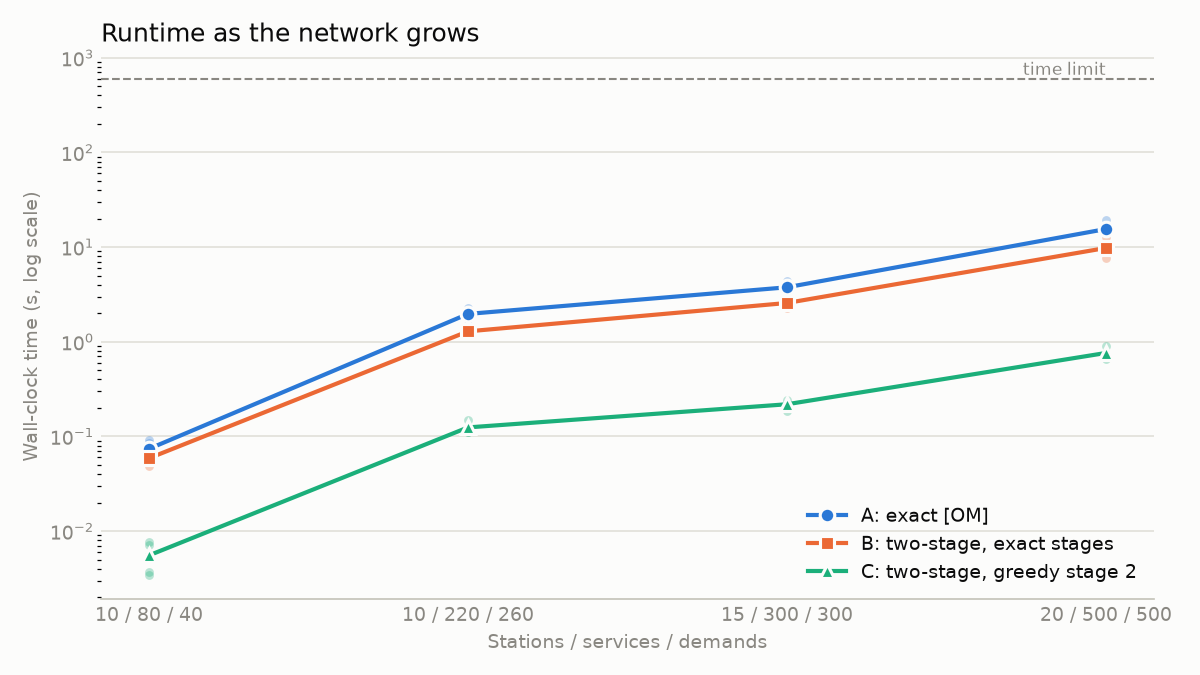 Runtime as the network grows
10³
time limit
10²
10¹
10⁰
10⁻¹
10⁻²
Wall-clock time (s, log scale)
A: exact [OM]
B: two-stage, exact stages
C: two-stage, greedy stage 2
10 / 80 / 40
10 / 220 / 260
15 / 300 / 300
20 / 500 / 500
Stations / services / demands